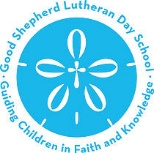 Good Shepherd Lutheran Day School
· Guiding Children in Faith and Knowledge ·